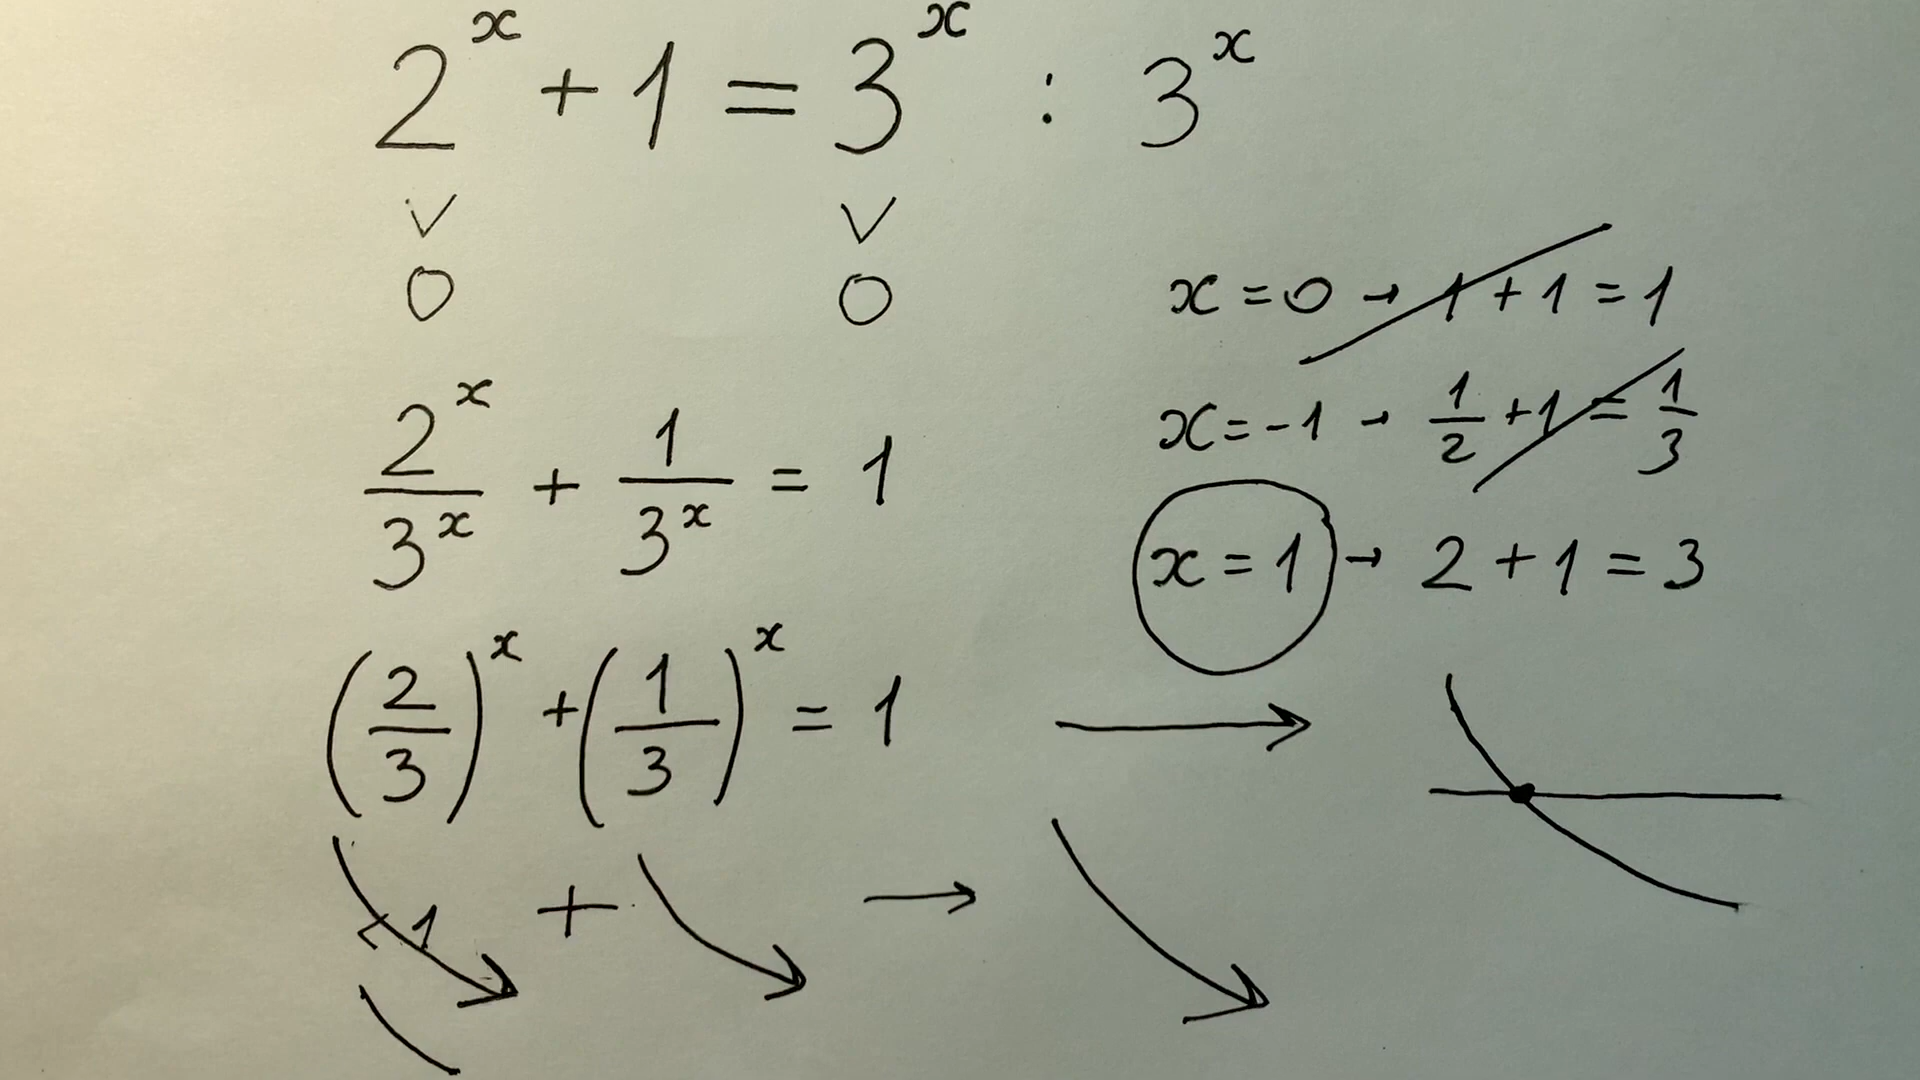 2^x + 1 = 3^x : 3^x
∨ ∨
0 0
x = 0 → 1 + 1 = 1
x = -1 → 1/2 + 1 = 1/3
2^x/3^x + 1/3^x = 1
x = 1 → 2 + 1 = 3
(2/3)^x + (1/3)^x = 1 →
< 1 + →